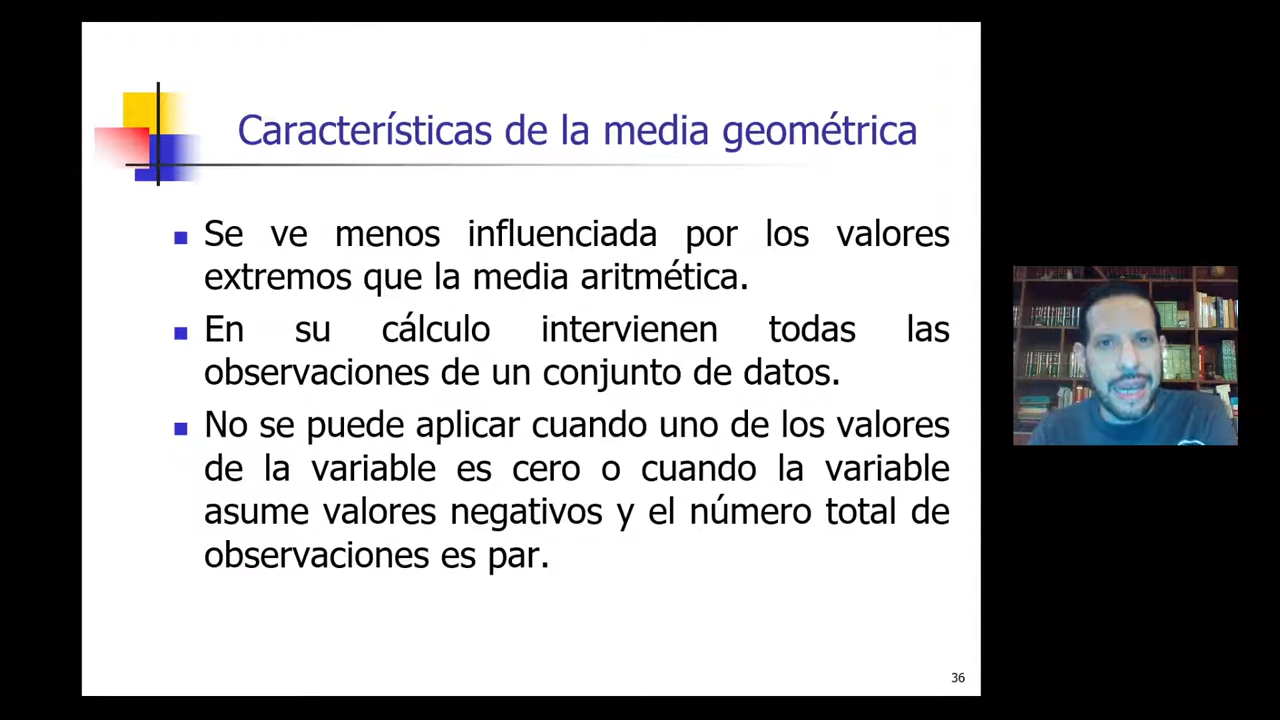 Características de la media geométrica
Se ve menos influenciada por los valores
extremos que la media aritmética.
En su cálculo intervienen todas las
observaciones de un conjunto de datos.
No se puede aplicar cuando uno de los valores
de la variable es cero o cuando la variable
asume valores negativos y el número total de
observaciones es par.
36